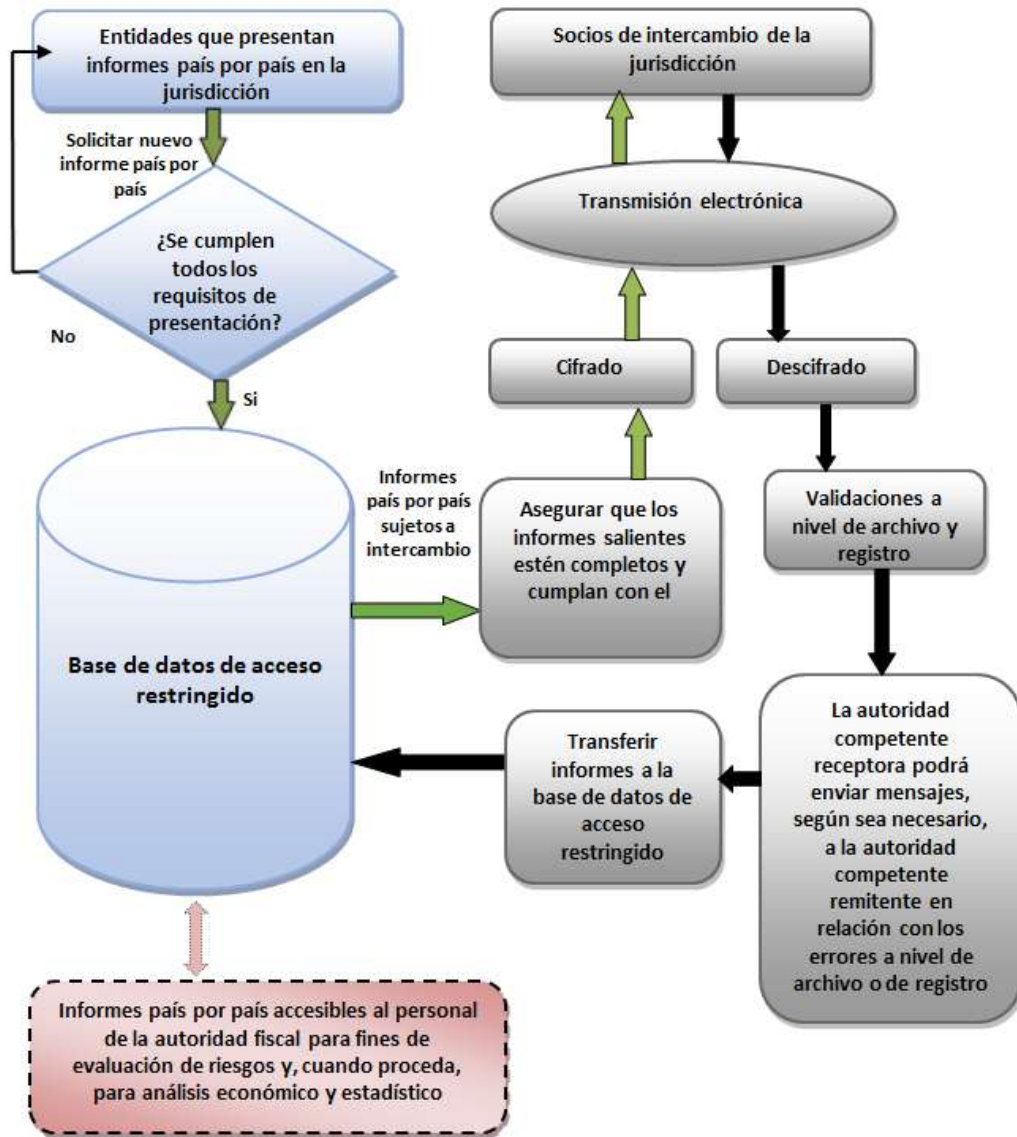 Entidades que presentan
informes país por país en la
jurisdicción
Solicitar nuevo
informe país por
país
¿Se cumplen
todos los
requisitos de
presentación?
No
Si
Base de datos de acceso
restringido
Informes
país por país
sujetos a
intercambio
Asegurar que los
informes salientes
estén completos y
cumplan con el
Cifrado
Transmisión electrónica
Socios de intercambio de la
jurisdicción
Descifrado
Validaciones a
nivel de archivo y
registro
La autoridad
competente
receptora podrá
enviar mensajes,
según sea necesario,
a la autoridad
competente
remitente en
relación con los
errores a nivel de
archivo o de registro
Transferir
informes a la
base de datos de
acceso
restringido
Informes país por país accesibles al personal
de la autoridad fiscal para fines de
evaluación de riesgos y, cuando proceda,
para análisis económico y estadístico